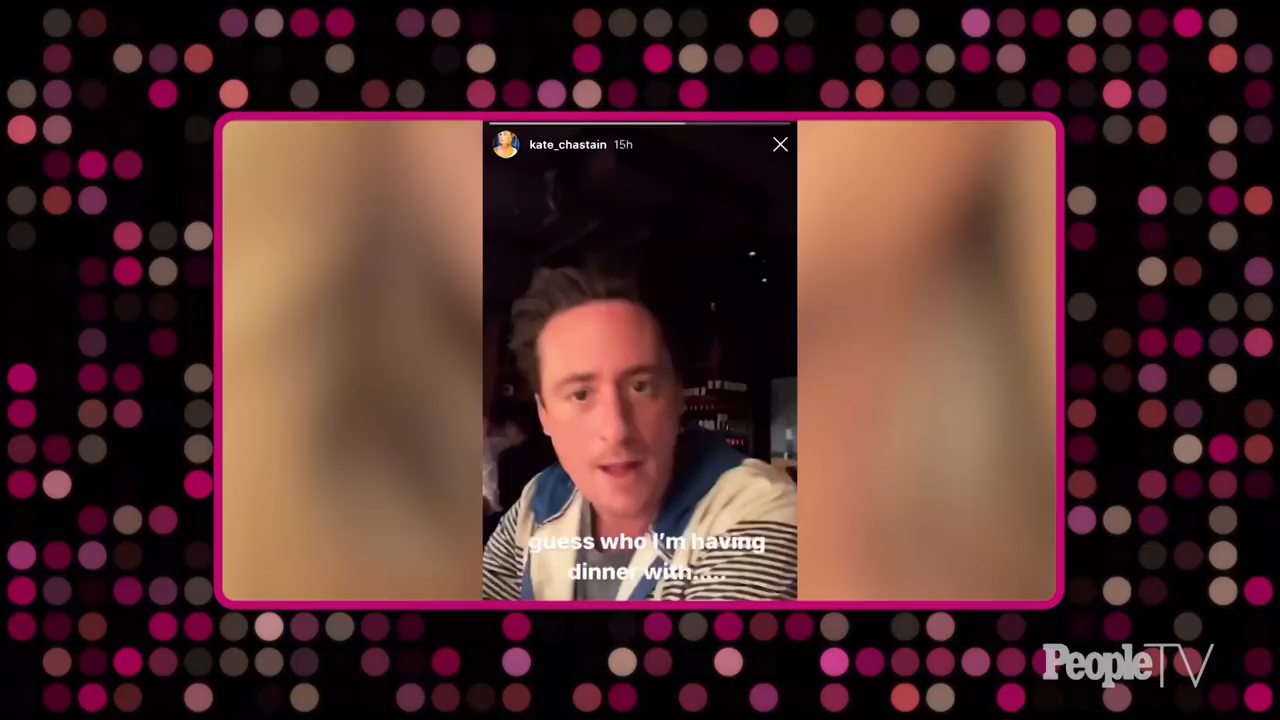 kate_chastain 15h
guess who I'm having
dinner with.....
PeopleTV